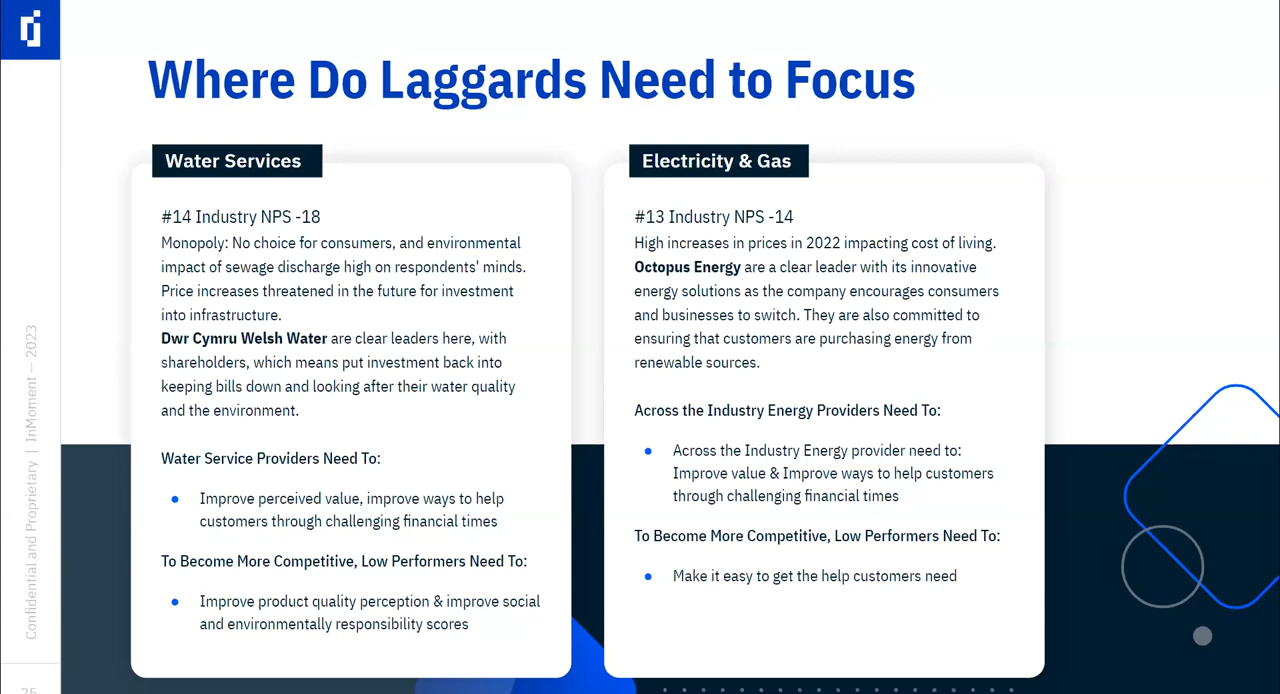 Where Do Laggards Need to Focus
Water Services
#14 Industry NPS -18
Monopoly: No choice for consumers, and environmental
impact of sewage discharge high on respondents' minds.
Price increases threatened in the future for investment
into infrastructure.
Dwr Cymru Welsh Water are clear leaders here, with
shareholders, which means put investment back into
keeping bills down and looking after their water quality
and the environment.
Water Service Providers Need To:
Improve perceived value, improve ways to help
customers through challenging financial times
To Become More Competitive, Low Performers Need To:
Improve product quality perception & improve social
and environmentally responsibility scores
Electricity & Gas
#13 Industry NPS -14
High increases in prices in 2022 impacting cost of living.
Octopus Energy are a clear leader with its innovative
energy solutions as the company encourages consumers
and businesses to switch. They are also committed to
ensuring that customers are purchasing energy from
renewable sources.
Across the Industry Energy Providers Need To:
Across the Industry Energy provider need to:
Improve value & Improve ways to help customers
through challenging financial times
To Become More Competitive, Low Performers Need To:
Make it easy to get the help customers need
Confidential and Proprietary | InMoment — 2023
25